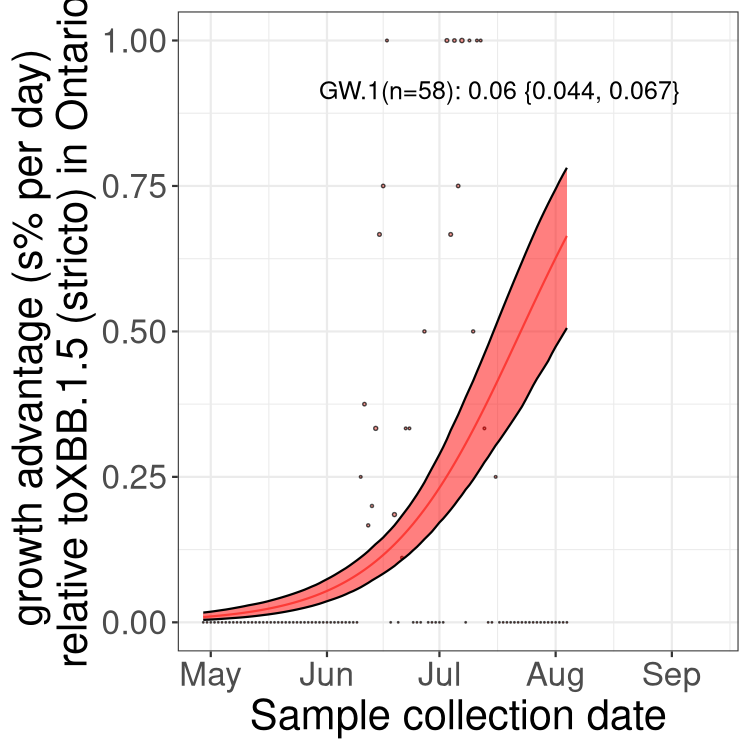 growth advantage (s% per day)
relative toXBB.1.5 (stricto) in Ontario
1.00
0.75
0.50
0.25
0.00
GW.1(n=58): 0.06 {0.044, 0.067}
May Jun Jul Aug Sep
Sample collection date